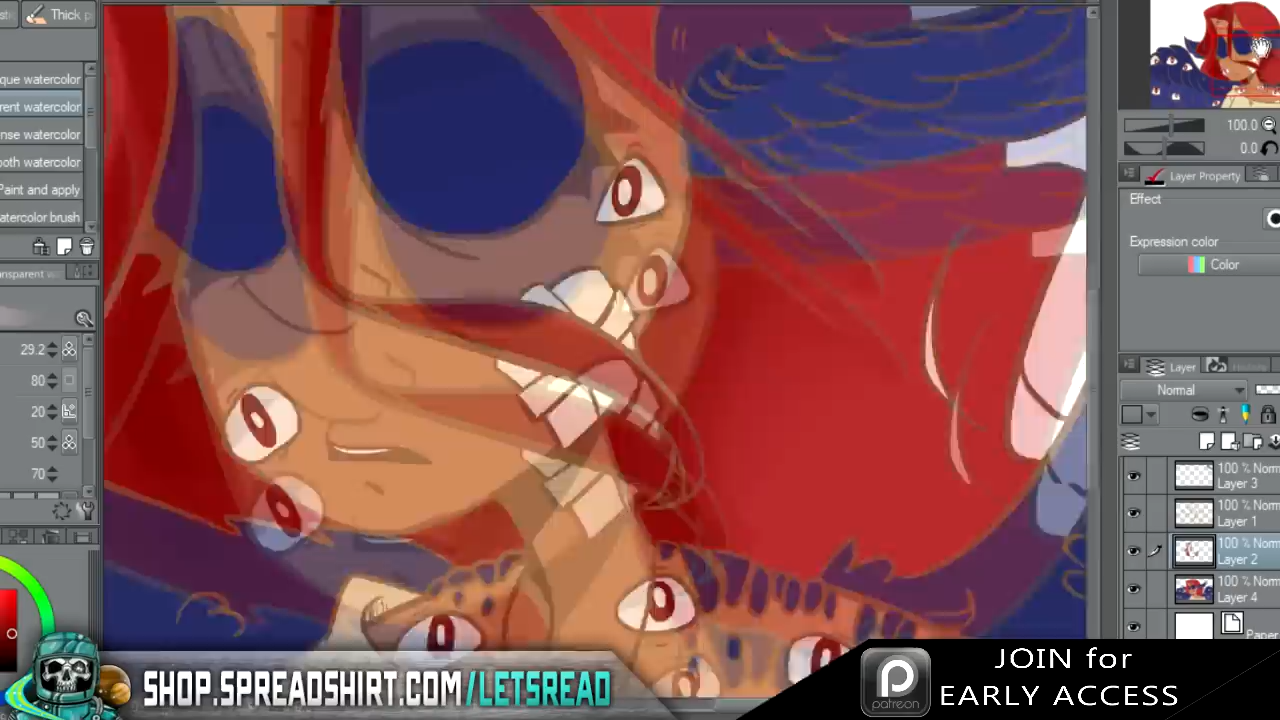 Thick p
que watercolor
rent watercolor
nse watercolor
oth watercolor
Paint and apply
atercolor brush
nsparent wa
29.2
80
20
50
70
100.0
0.0
Layer Property
Effect
Expression color
Color
Layer
Normal
100 % Norm
Layer 3
100 % Norm
Layer 1
100 % Norm
Layer 2
100 % Norm
Layer 4
Paper
SHOP.SPREADSHIRT.COM/LETSREAD
patreon
JOIN for
EARLY ACCESS